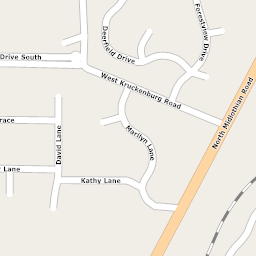 Deerfield Drive
Forestview Drive
Drive South
West Kruckenburg Road
race
North Midlothian Road
Marilyn Lane
David Lane
Lane
Kathy Lane